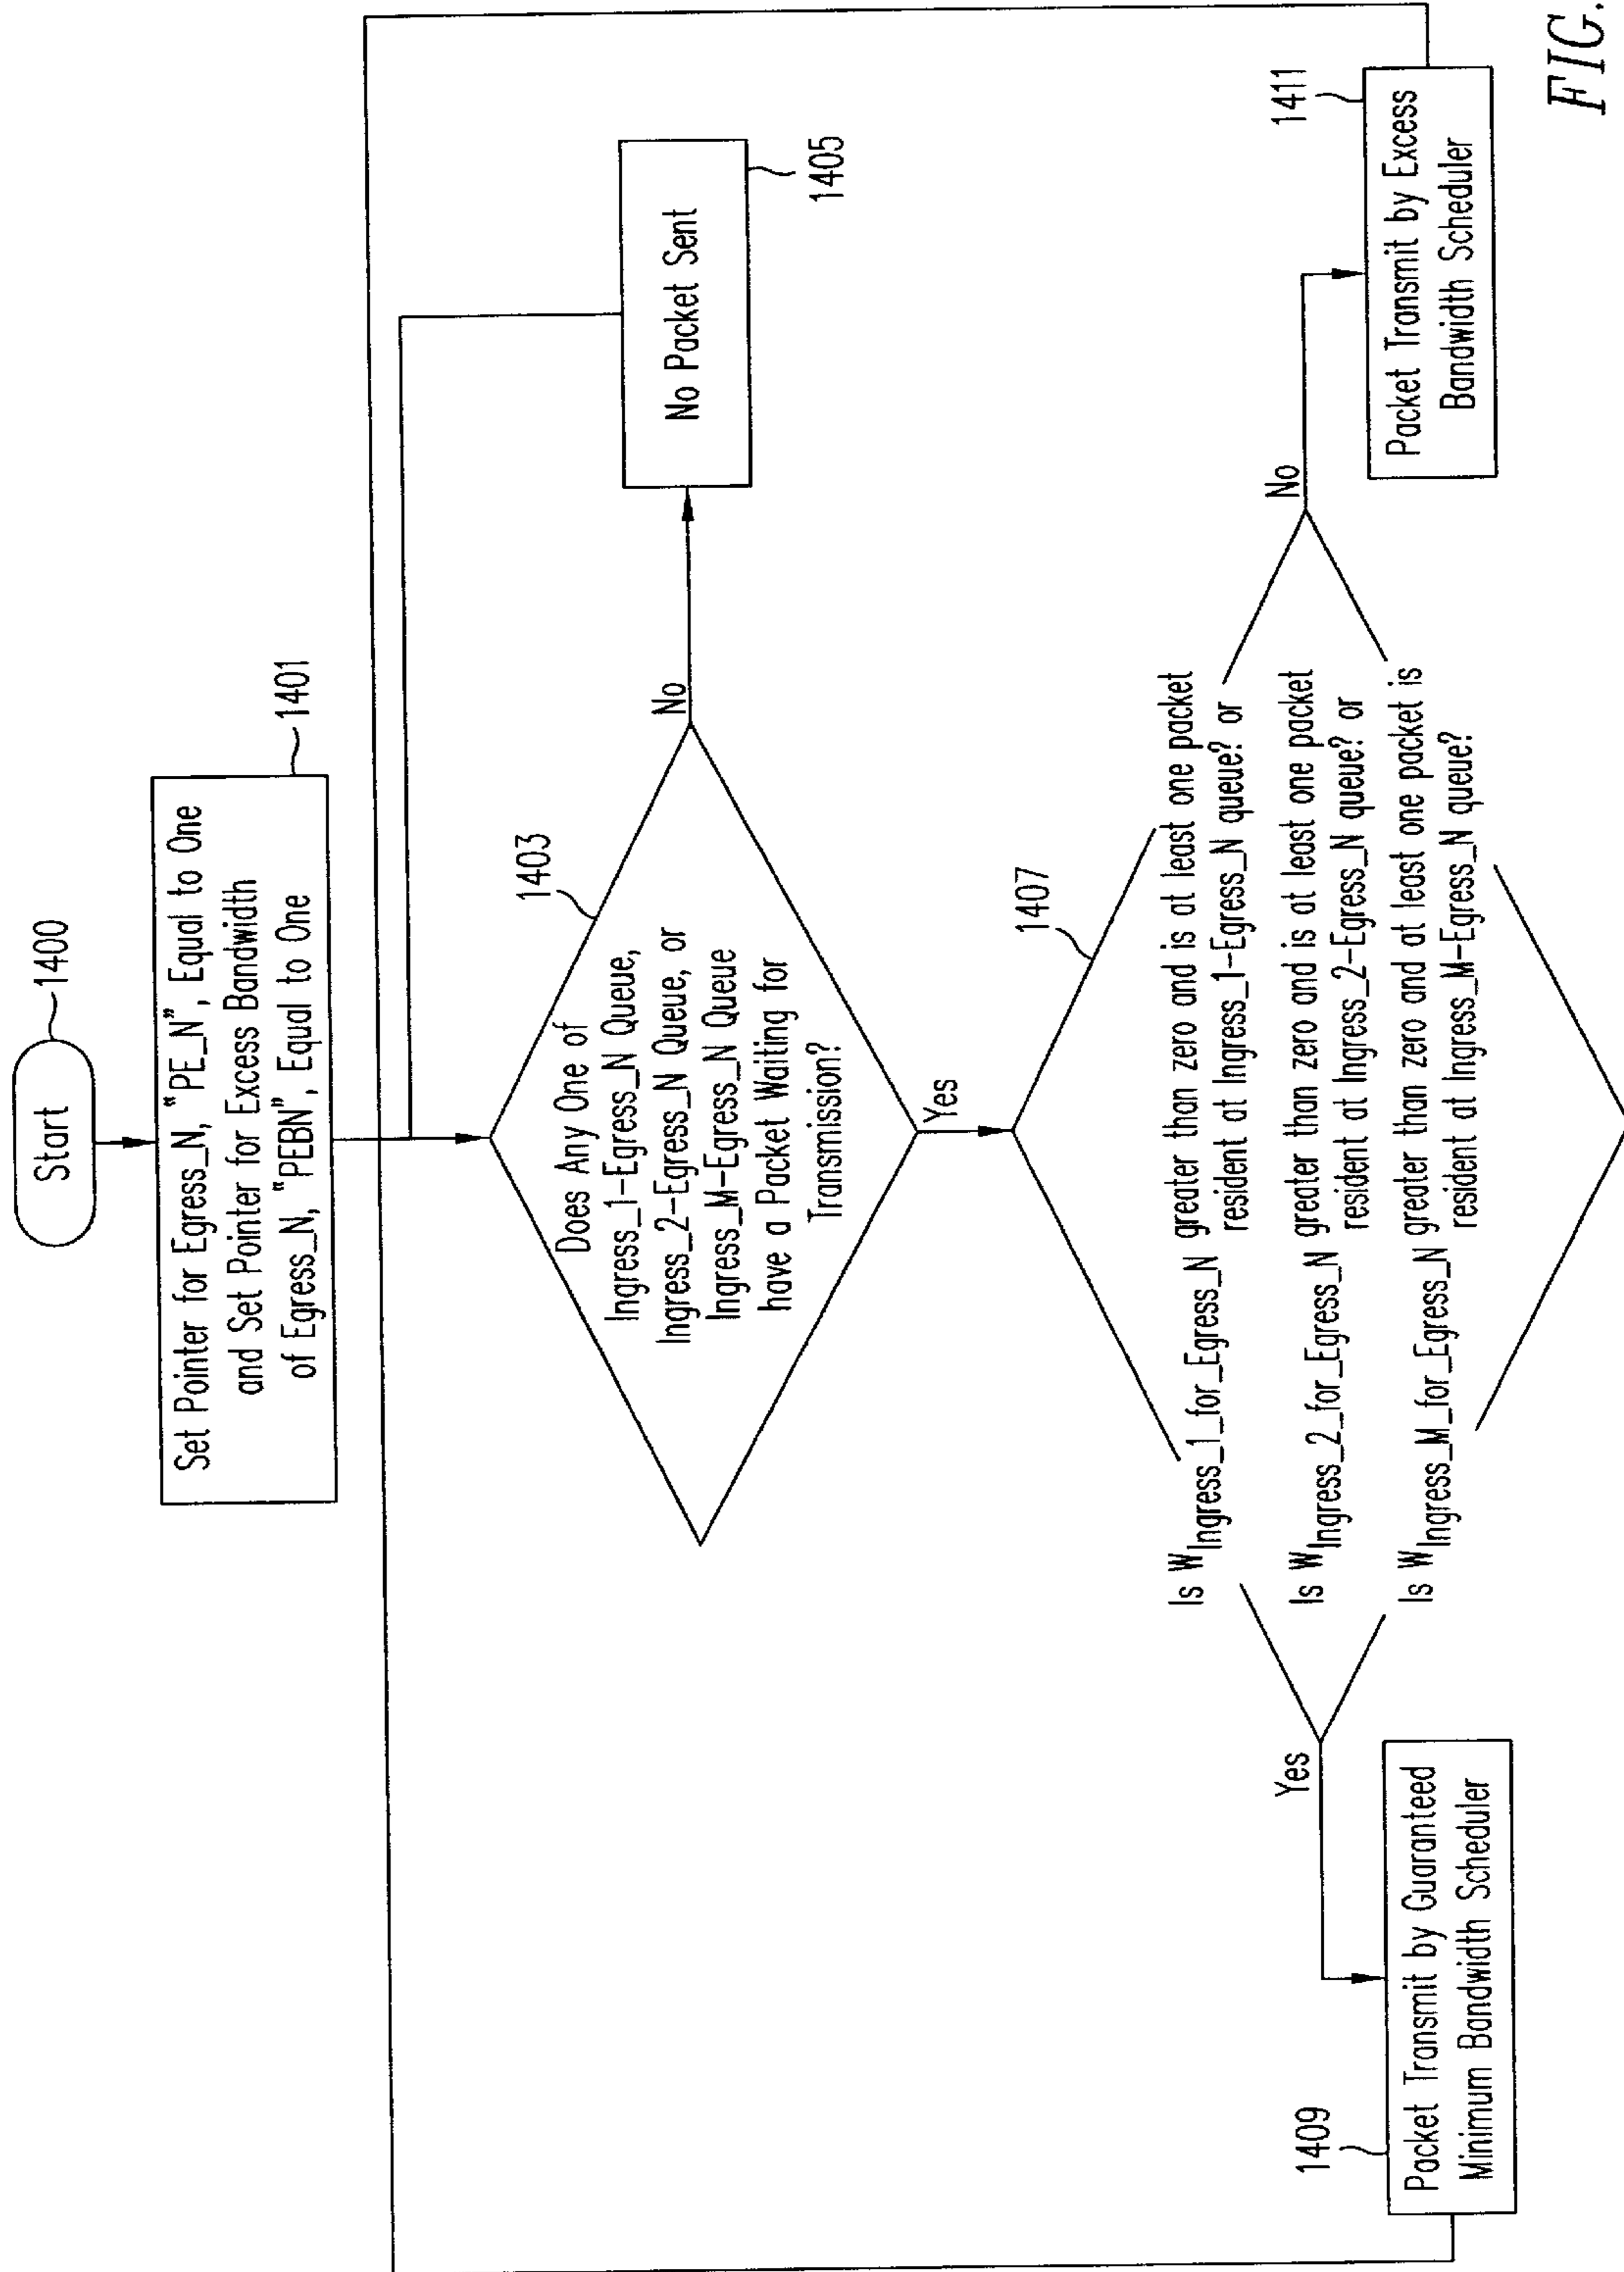 Start
1400
Set Pointer for Egress_N, "PE_N", Equal to One
and Set Pointer for Excess Bandwidth
of Egress_N, "PEBN", Equal to One
1401
1403
Does Any One of
Ingress_1-Egress_N Queue,
Ingress_2-Egress_N Queue, or
Ingress_M-Egress_N Queue
have a Packet Waiting for
Transmission?
No
No Packet Sent
1405
Yes
1407
Is WIngress_1_for_Egress_N greater than zero and is at least one packet
resident at Ingress_1-Egress_N queue? or
Is WIngress_2_for_Egress_N greater than zero and is at least one packet
resident at Ingress_2-Egress_N queue? or
Is WIngress_M_for_Egress_N greater than zero and at least one packet is
resident at Ingress_M-Egress_N queue?
Yes
No
1409
Packet Transmit by Guaranteed
Minimum Bandwidth Scheduler
1411
Packet Transmit by Excess
Bandwidth Scheduler
FIG.